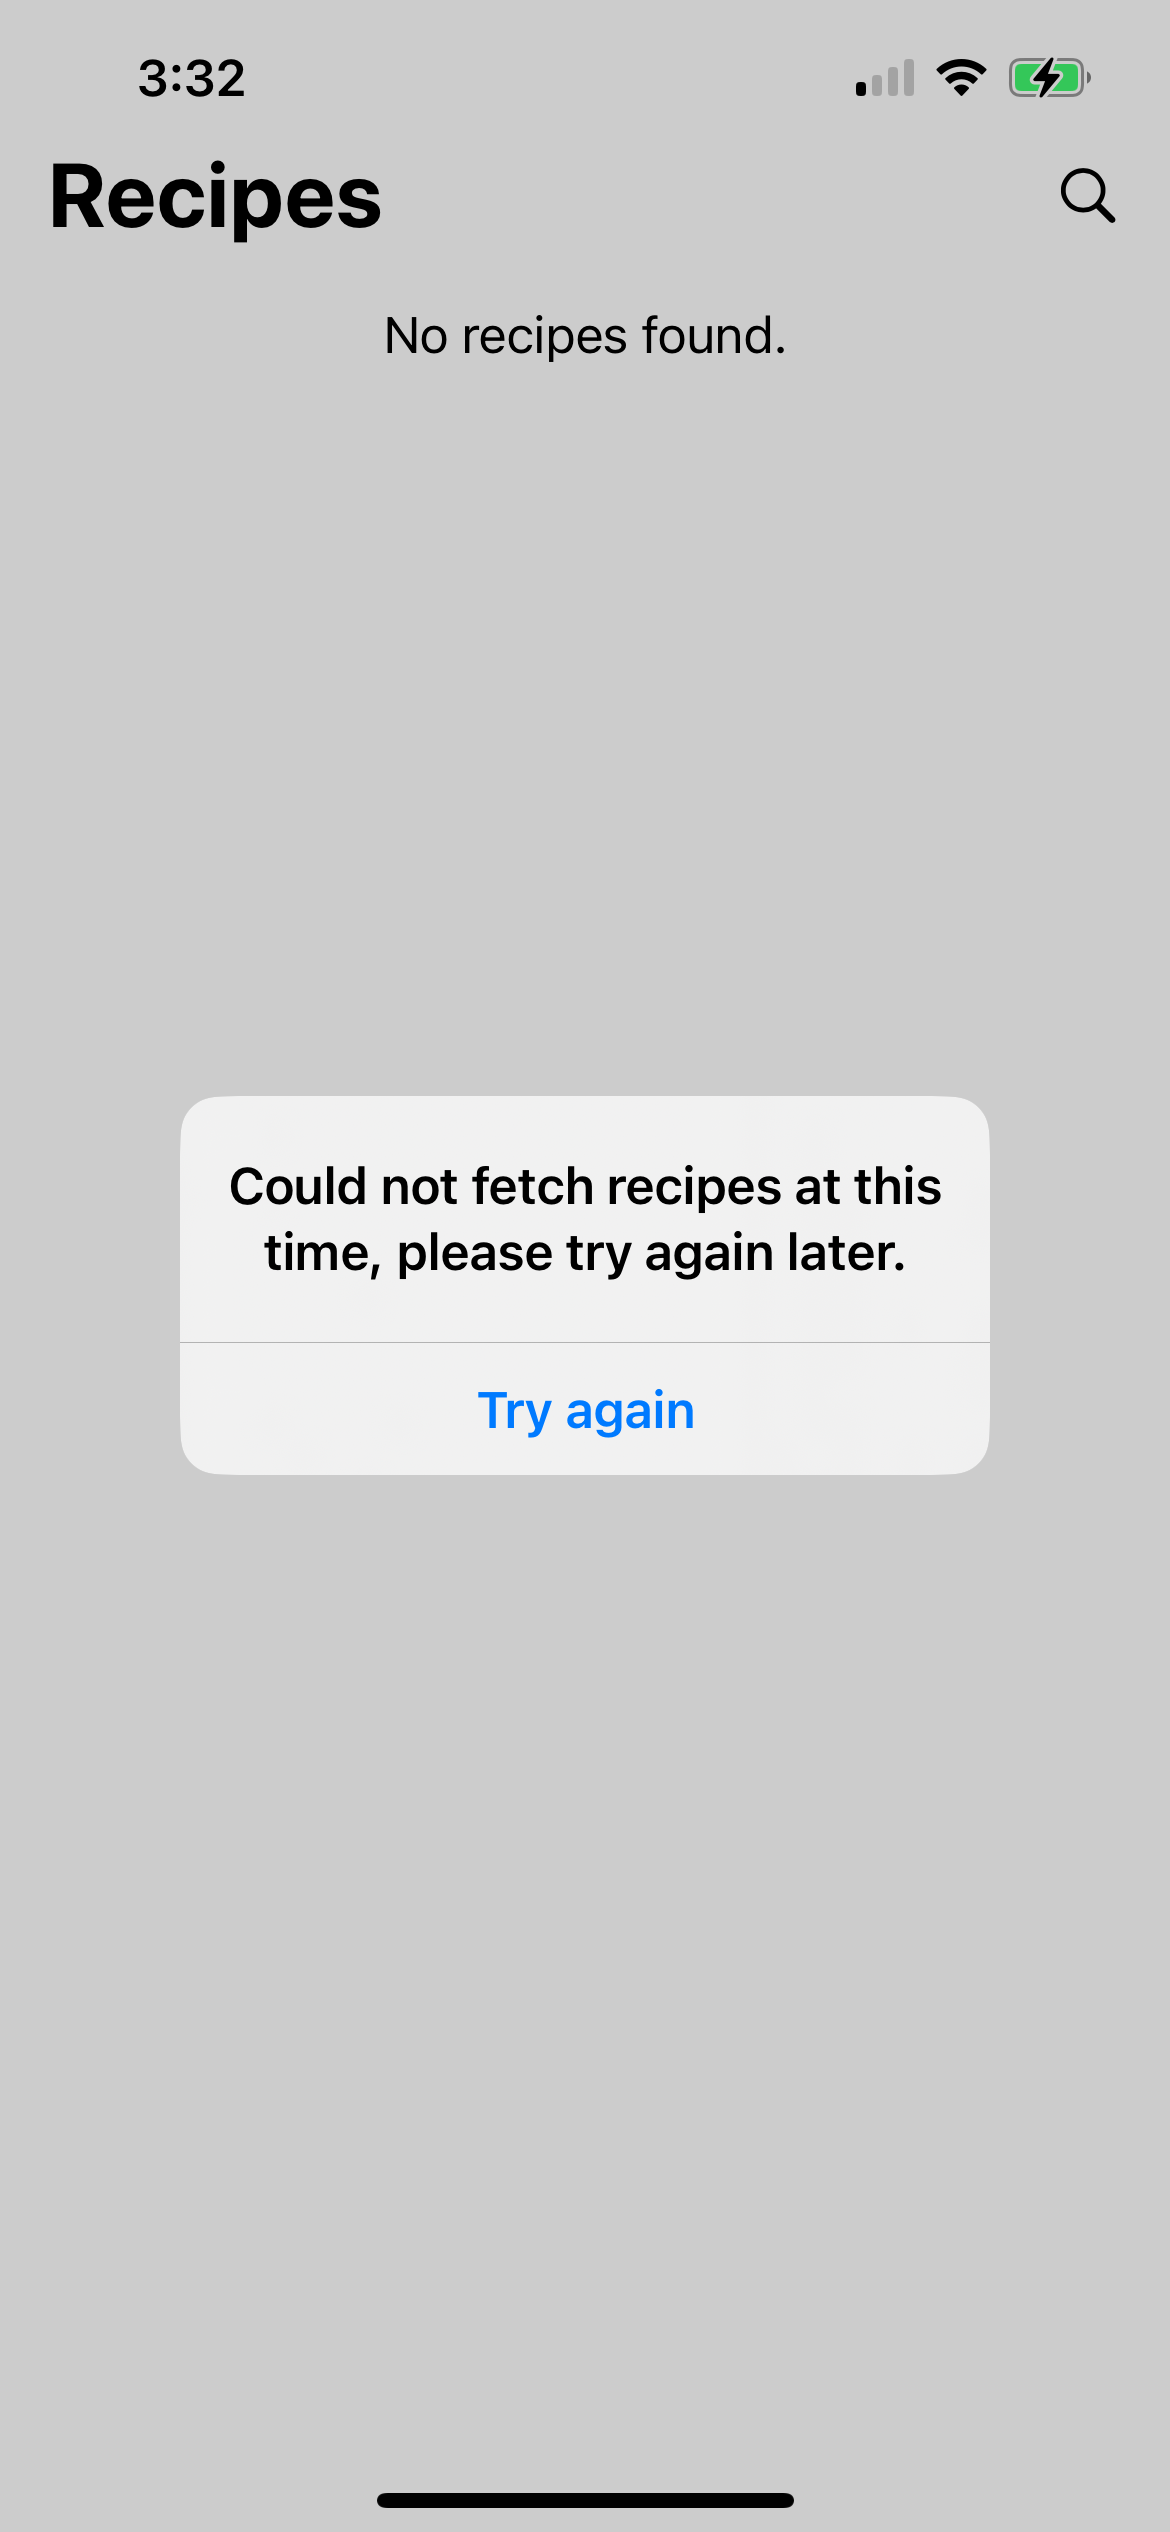 3:32
Recipes
No recipes found.
Could not fetch recipes at this
time, please try again later.
Try again